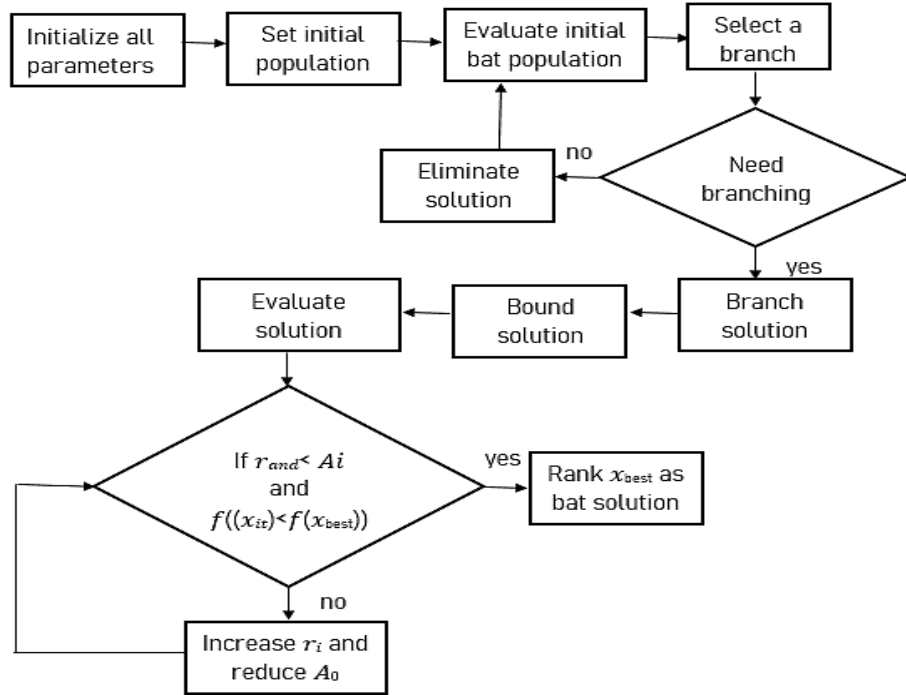 Initialize all
parameters
Set initial
population
Evaluate initial
bat population
Select a
branch
Need
branching
no
Eliminate
solution
yes
Branch
solution
Bound
solution
Evaluate
solution
If r_and< Ai
and
f((x_it)<f(x_best))
yes
Rank x_best as
bat solution
no
Increase r_i and
reduce A_0